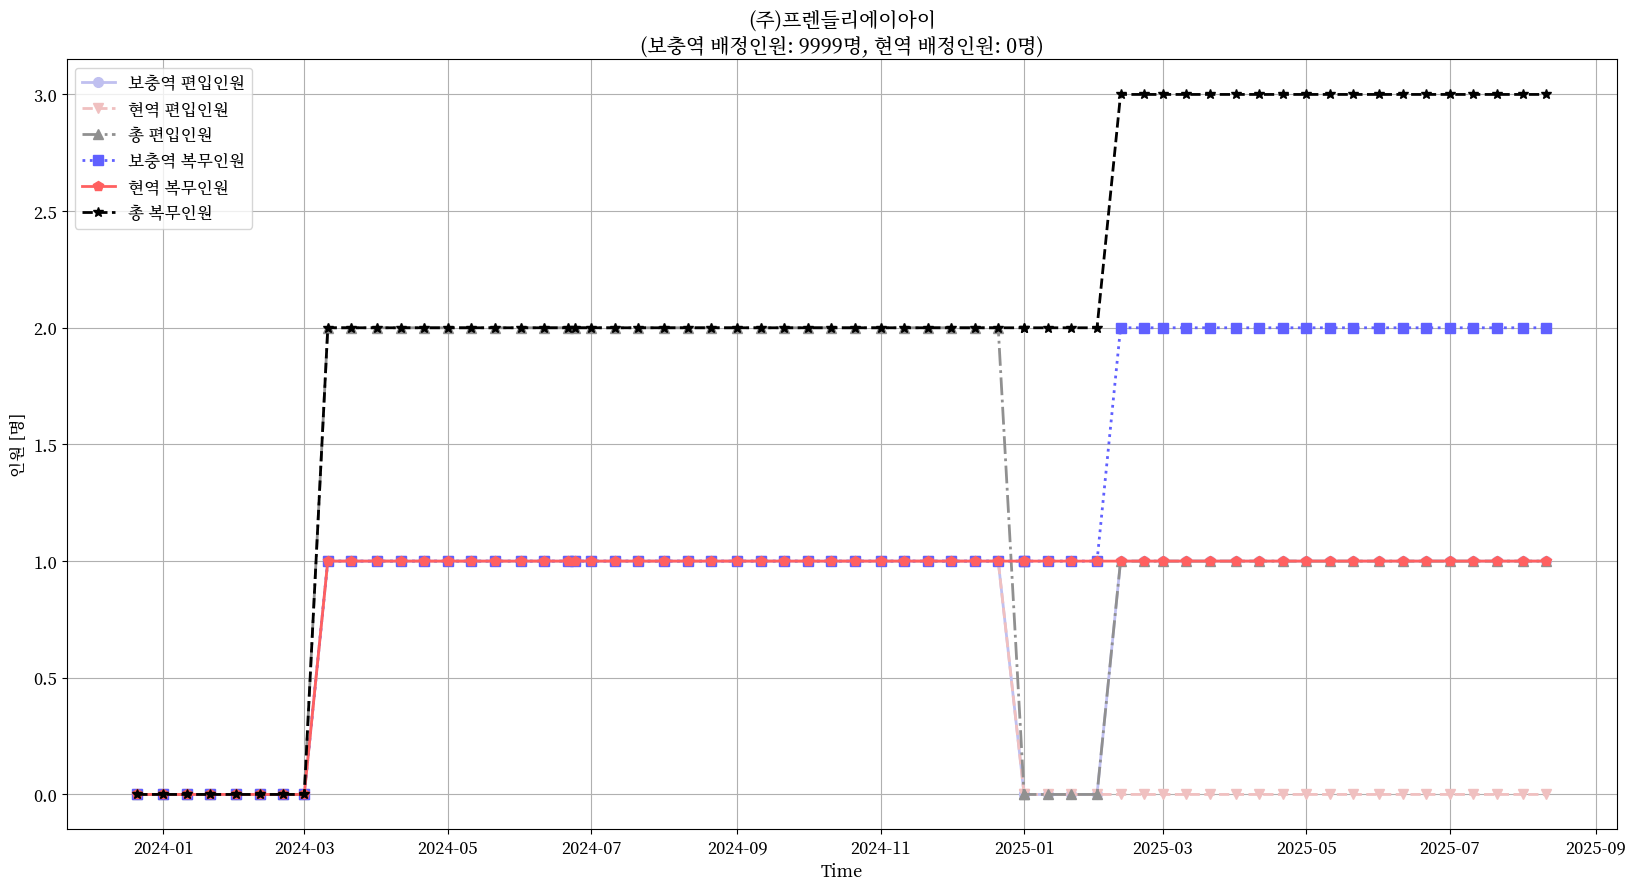 (주)프렌들리에이아이
(보충역 배정인원: 9999명, 현역 배정인원: 0명)
보충역 편입인원
현역 편입인원
총 편입인원
보충역 복무인원
현역 복무인원
총 복무인원
3.0
2.5
2.0
1.5
1.0
0.5
0.0
인원 [명]
2024-01 2024-03 2024-05 2024-07 2024-09 2024-11 2025-01 2025-03 2025-05 2025-07 2025-09
Time